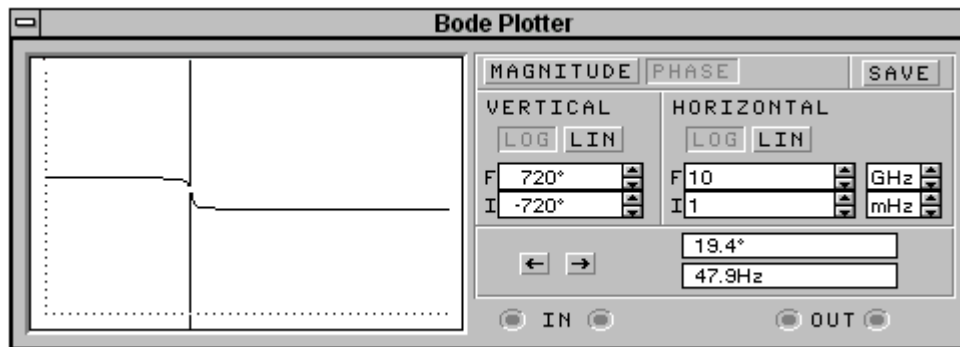 Bode Plotter
MAGNITUDE PHASE SAVE
VERTICAL HORIZONTAL
LOG LIN LOG LIN
F 720° F 10 GHz
I -720° I 1 mHz
19.4°
← →
47.9Hz
IN OUT